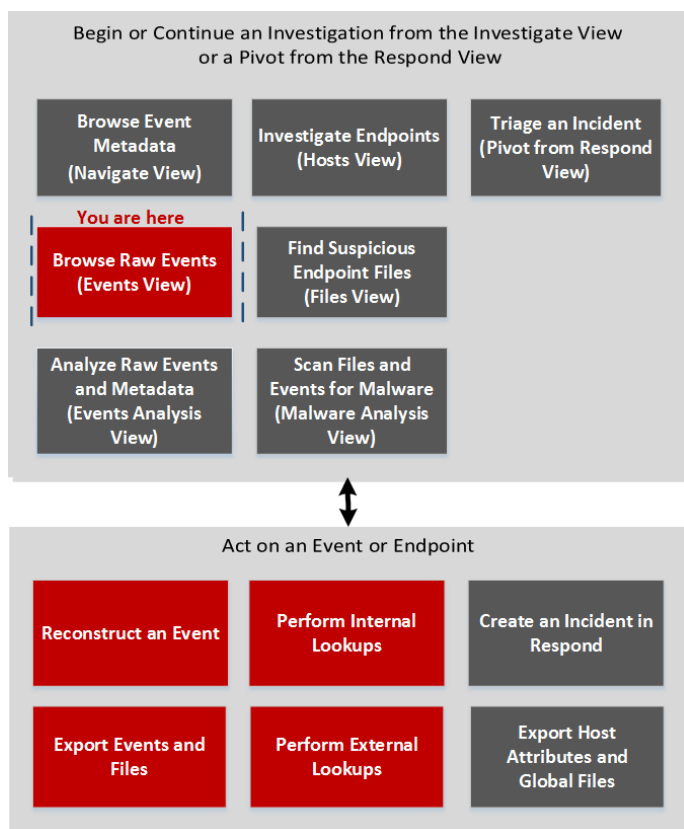 Begin or Continue an Investigation from the Investigate View
or a Pivot from the Respond View
Browse Event
Metadata
(Navigate View)
Investigate Endpoints
(Hosts View)
Triage an Incident
(Pivot from Respond
View)
You are here
Browse Raw Events
(Events View)
Find Suspicious
Endpoint Files
(Files View)
Analyze Raw Events
and Metadata
(Events Analysis
View)
Scan Files and
Events for Malware
(Malware Analysis
View)
Act on an Event or Endpoint
Reconstruct an Event
Perform Internal
Lookups
Create an Incident in
Respond
Export Events and
Files
Perform External
Lookups
Export Host
Attributes and
Global Files